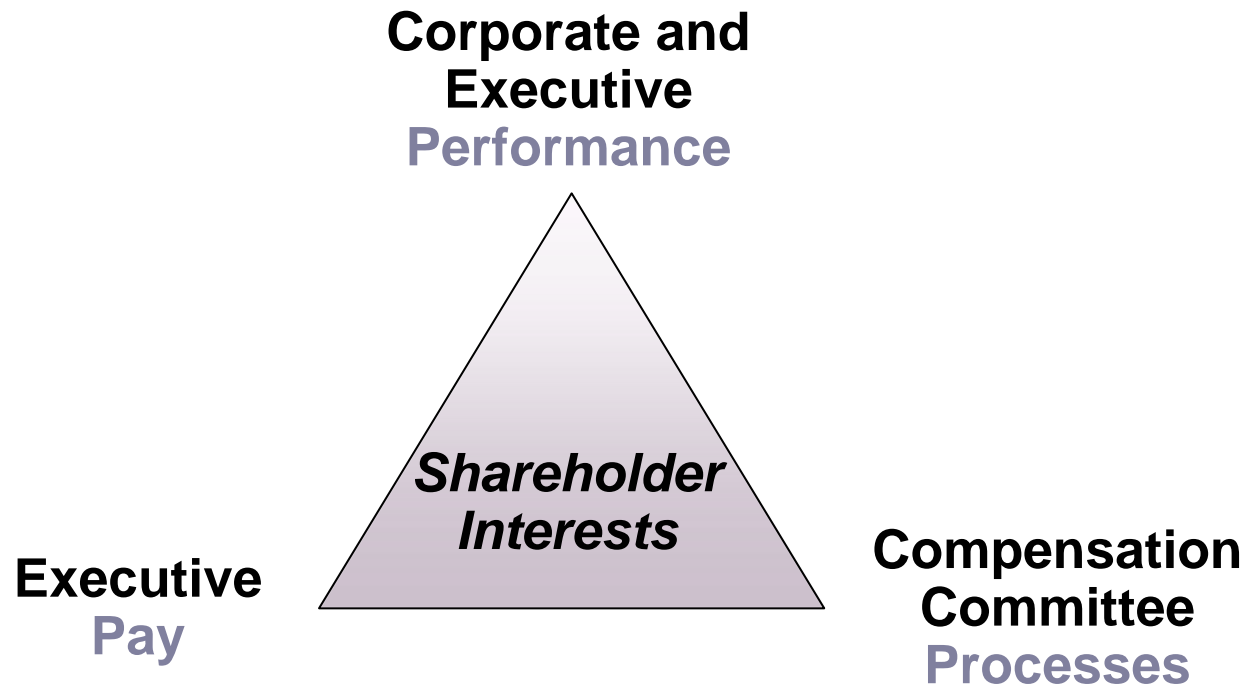 Corporate and
Executive
Performance
Shareholder
Interests
Executive
Pay
Compensation
Committee
Processes